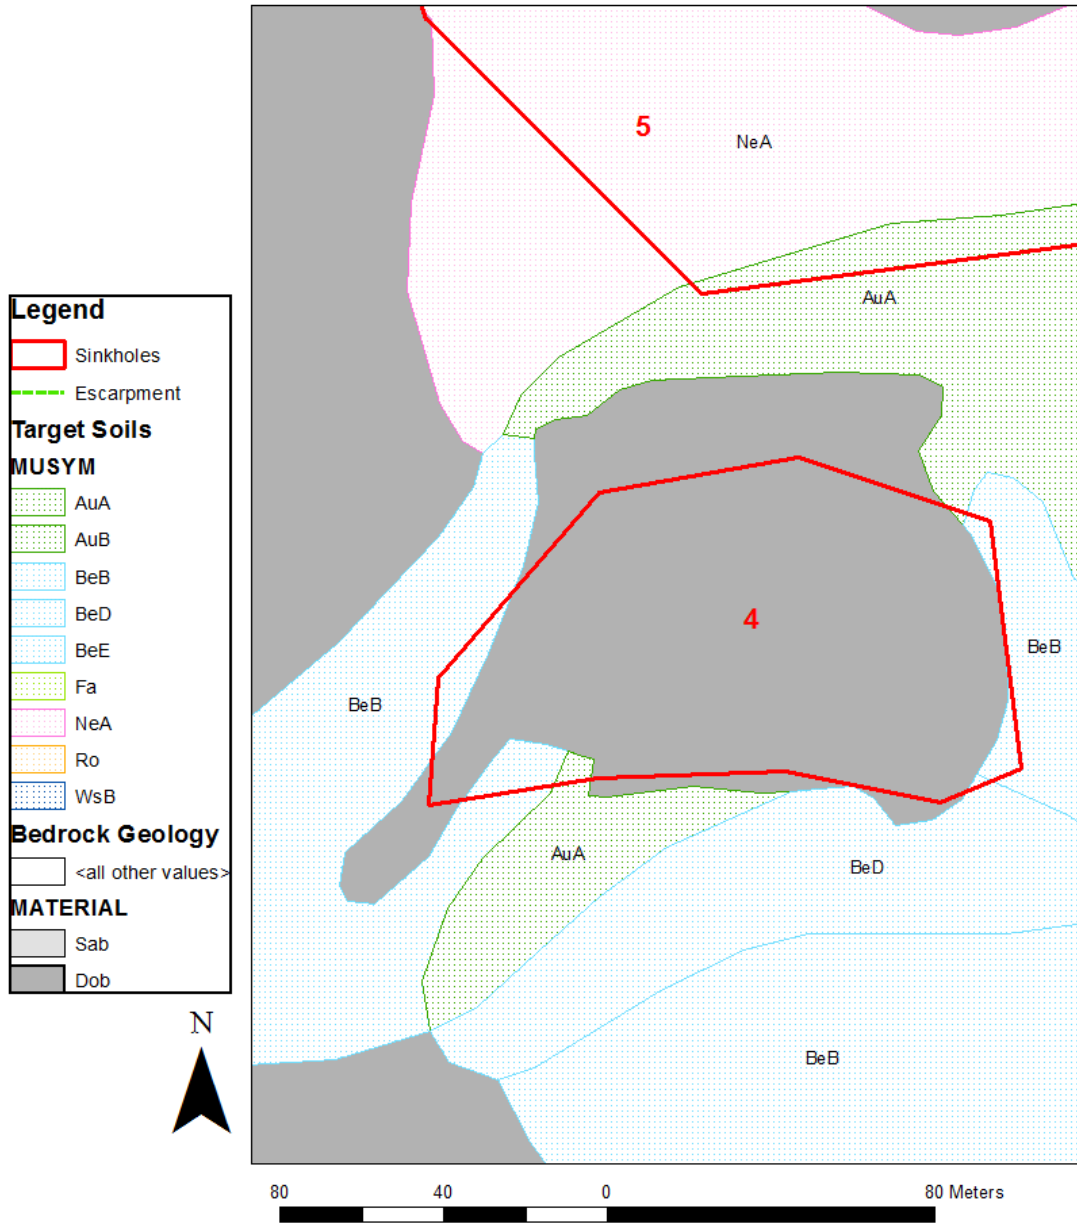 5
NeA
AuA
4
BeB
BeB
AuA
BeD
BeB
Legend
Sinkholes
Escarpment
Target Soils
MUSYM
AuA
AuB
BeB
BeD
BeE
Fa
NeA
Ro
WsB
Bedrock Geology
<all other values>
MATERIAL
Sab
Dob
N
80 40 0 80 Meters